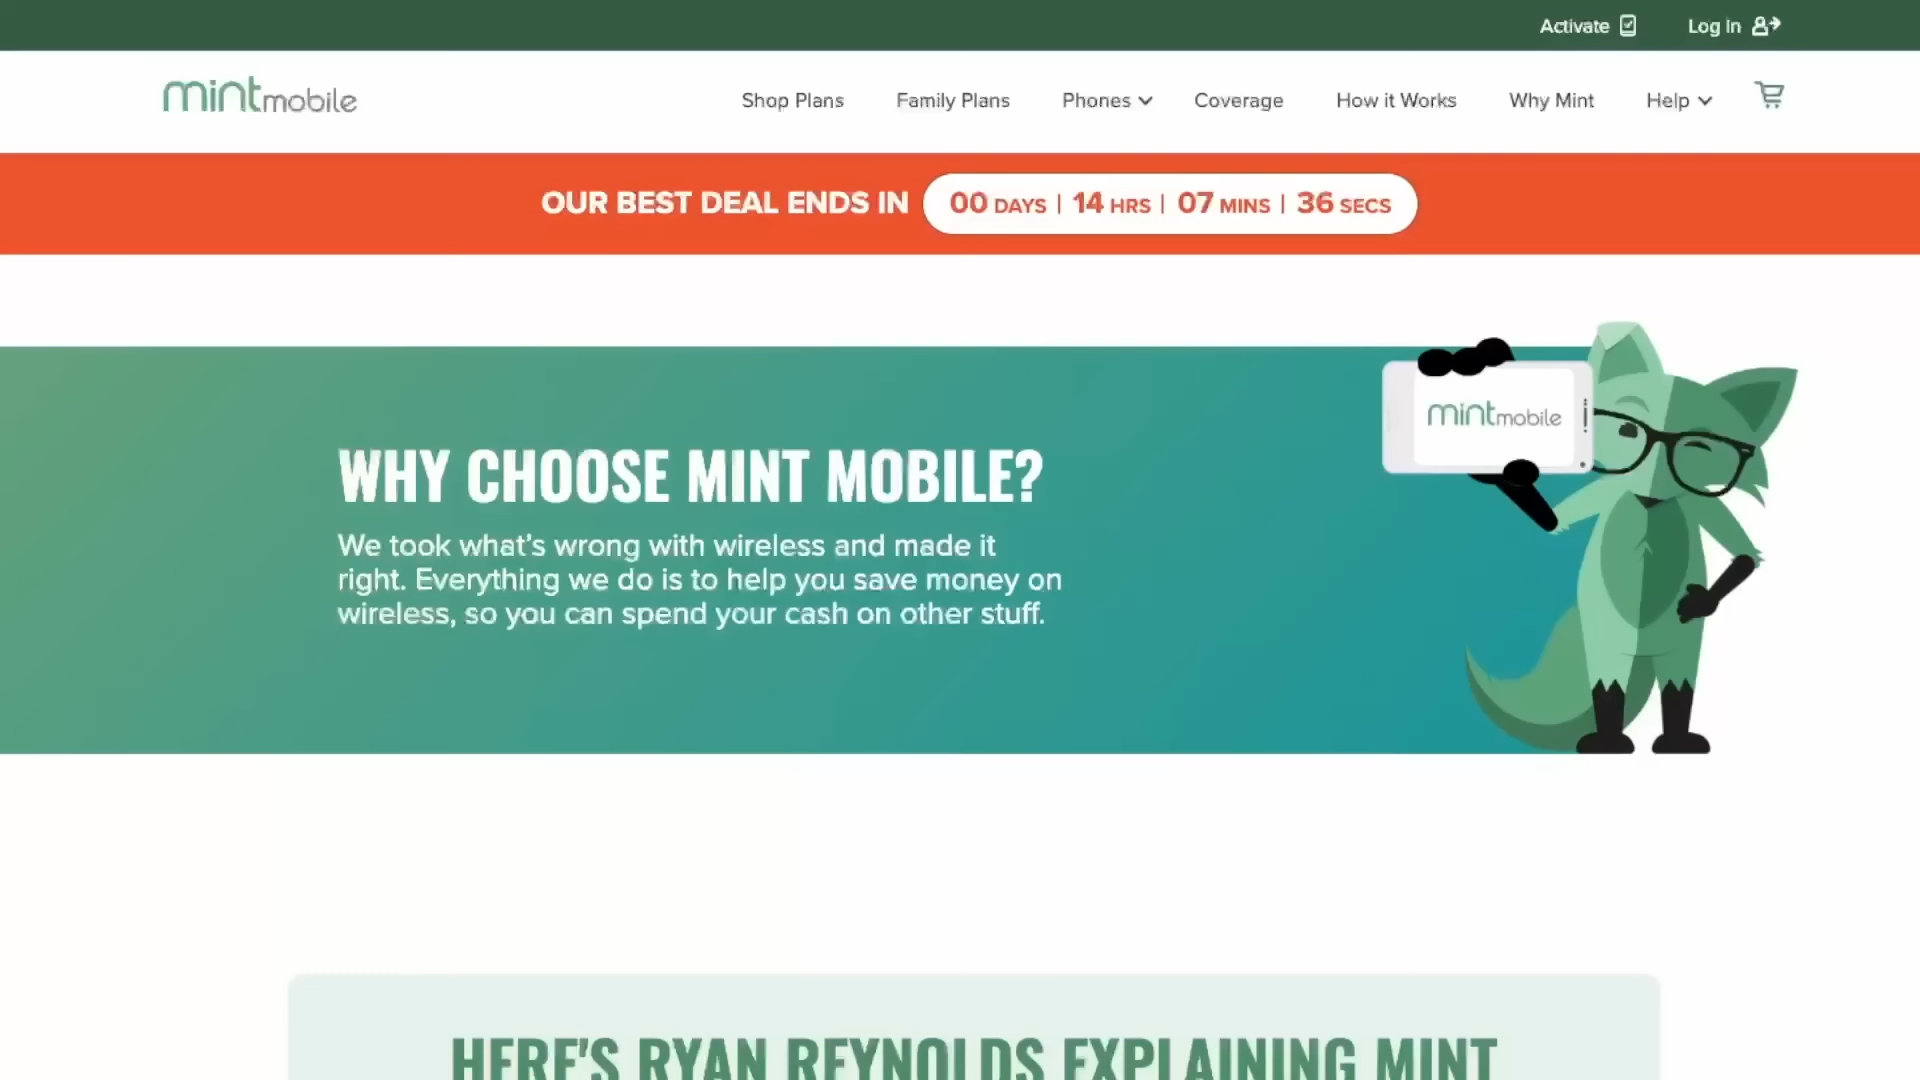 Activate
Log In
mintmobile
Shop Plans
Family Plans
Phones
Coverage
How it Works
Why Mint
Help
OUR BEST DEAL ENDS IN 00 DAYS | 14 HRS | 07 MINS | 36 SECS
mintmobile
WHY CHOOSE MINT MOBILE?
We took what's wrong with wireless and made it
right. Everything we do is to help you save money on
wireless, so you can spend your cash on other stuff.
HERE'S RYAN REYNOLDS EXPLAINING MINT